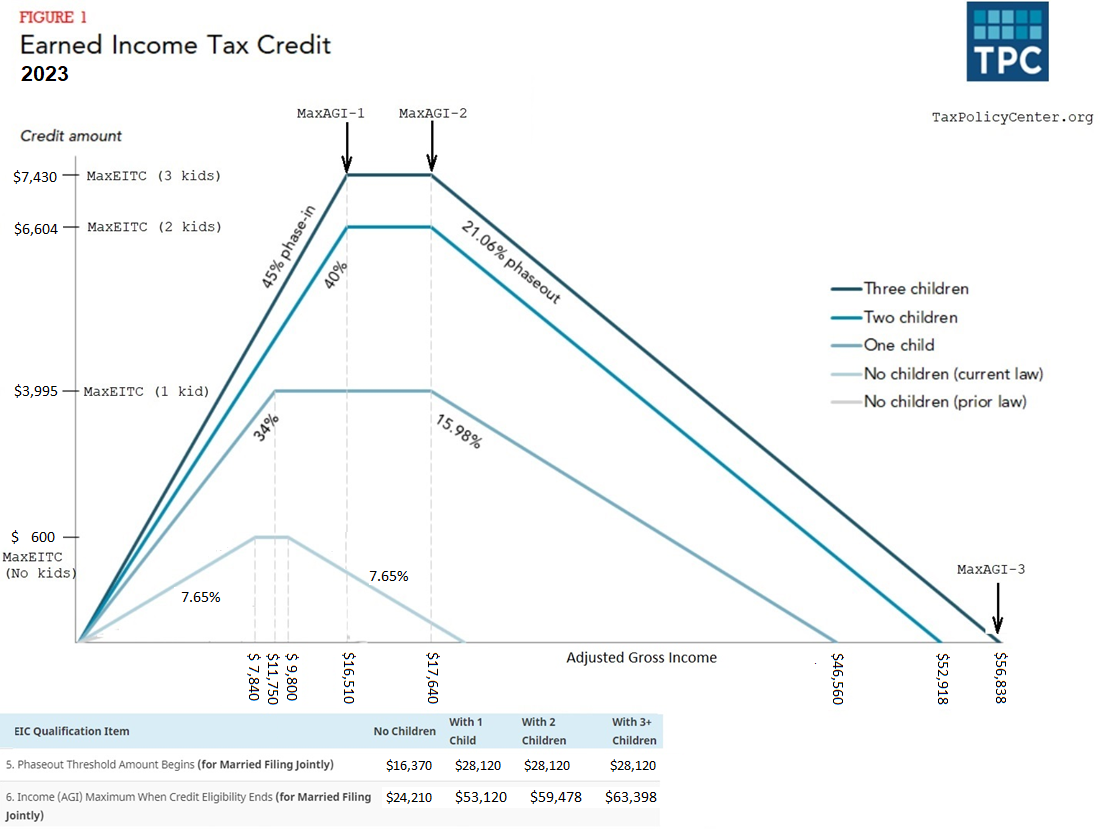 FIGURE 1
Earned Income Tax Credit
2023
TPC
TaxPolicyCenter.org
MaxAGI-1
MaxAGI-2
Credit amount
$7,430
MaxEITC (3 kids)
$6,604
MaxEITC (2 kids)
45% phase-in
40%
21.06% phaseout
Three children
Two children
One child
No children (current law)
No children (prior law)
$3,995
MaxEITC (1 kid)
34%
15.98%
$ 600
MaxEITC
(No kids)
7.65%
7.65%
MaxAGI-3
Adjusted Gross Income
$ 7,840
$11,750
$ 9,800
$16,510
$17,640
$46,560
$52,918
$56,838
EIC Qualification Item No Children With 1 Child With 2 Children With 3+ Children
5. Phaseout Threshold Amount Begins (for Married Filing Jointly) $16,370 $28,120 $28,120 $28,120
6. Income (AGI) Maximum When Credit Eligibility Ends (for Married Filing $24,210 $53,120 $59,478 $63,398
Jointly)